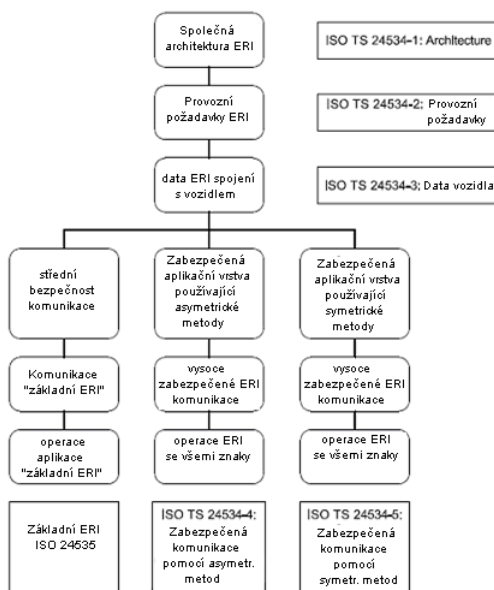 Společná
architektura ERI
ISO TS 24534-1: Architecture
Provozní
požadavky ERI
ISO TS 24534-2: Provozní
požadavky
data ERI spojení
s vozidlem
ISO TS 24534-3: Data vozidla
střední
bezpečnost
komunikace
Zabezpečená
aplikační vrstva
používající
asymetrické
metody
Zabezpečená
aplikační vrstva
používající
symetrické
metody
Komunikace
"základní ERI"
vysoce
zabezpečené ERI
komunikace
vysoce
zabezpečené ERI
komunikace
operace
aplikace
"základní ERI"
operace ERI
se všemi znaky
operace ERI
se všemi znaky
Základní ERI
ISO 24535
ISO TS 24534-4:
Zabezpečená
komunikace
pomocí asymetr.
metod
ISO TS 24534-5:
Zabezpečená
komunikace
pomocí
symetr. metod